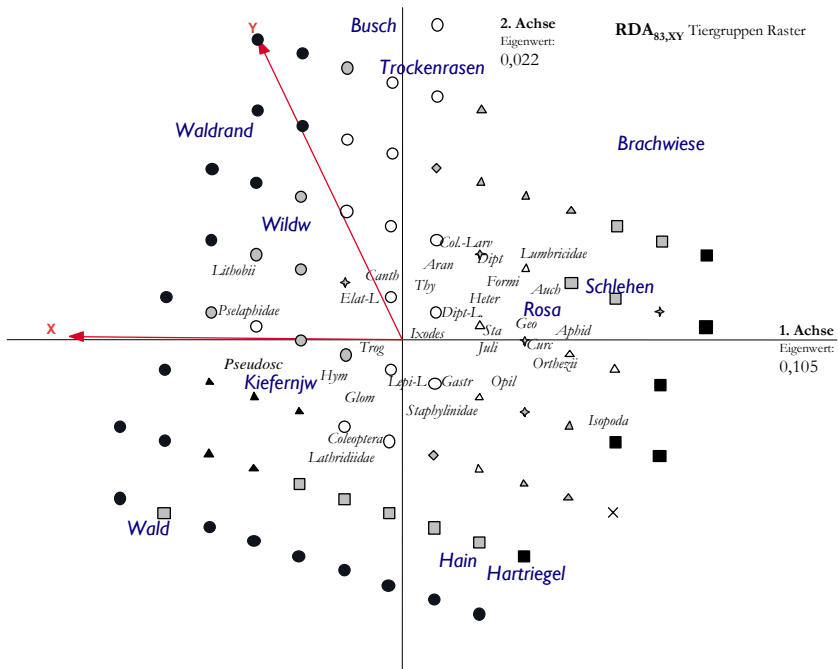 Busch
2. Achse
Eigenwert:
0,022
RDA83,XY Tiergruppen Raster
Y
Trockenrasen
Waldrand
Brachwiese
Wildw
Col.-Larv
Lithobii
Canth
Aran
Dipt
Lumbricidae
Elat-L
Thy
Formi
Auch
Schlehen
Pselaphidae
Heter
Dipt-L.
Rosa
X
Ixodes
Sta
Geo
Aphid
1. Achse
Eigenwert:
0,105
Trog
Juli
Curc
Orthezii
Pseudosc
Kiefernjw
Hym
Lepi-L
Gastr
Opil
Glom
Staphylinidae
Isopoda
Coleoptera
Lathridiidae
Wald
Hain
Hartriegel